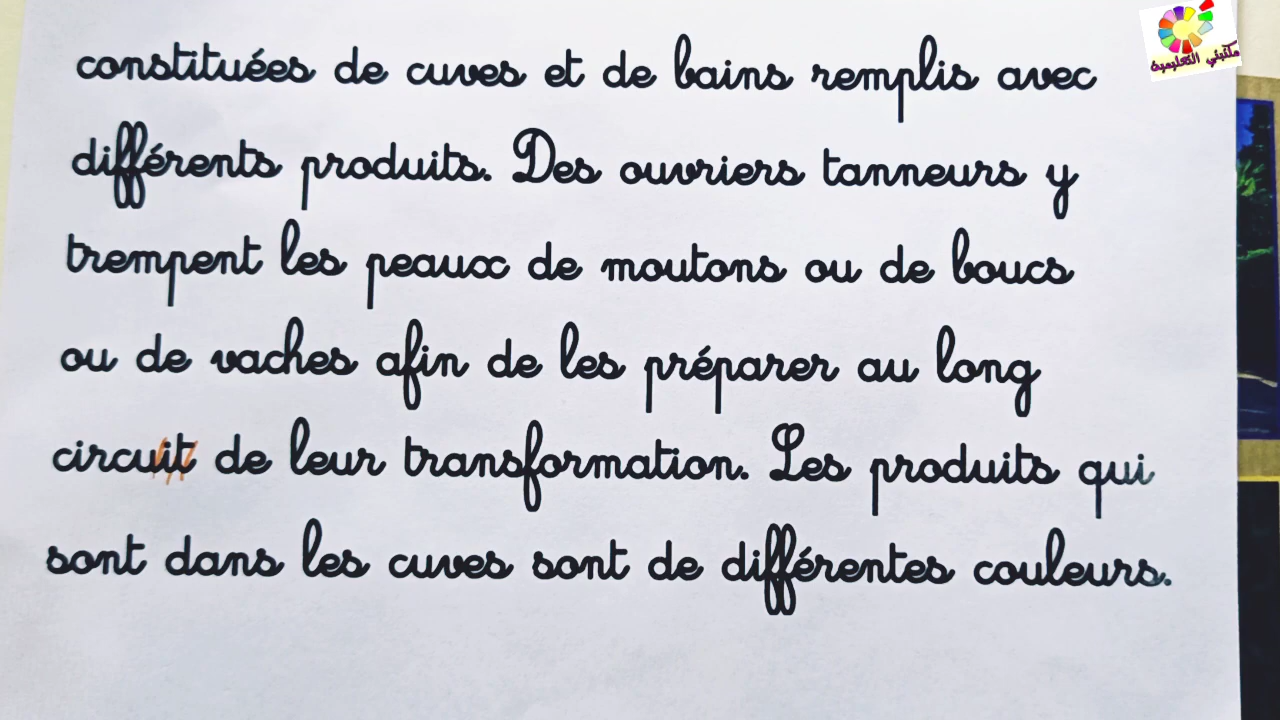 constituées de cuves et de bains remplis avec
différents produits. Des ouvriers tanneurs y
trempent les peaux de moutons ou de boucs
ou de vaches afin de les préparer au long
circuit de leur transformation. Les produits qui
sont dans les cuves sont de différentes couleurs.
مكتبتي التعليمية